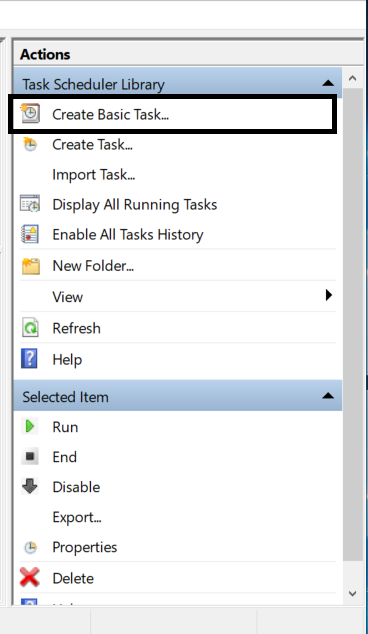 Actions
Task Scheduler Library
Create Basic Task...
Create Task...
Import Task...
Display All Running Tasks
Enable All Tasks History
New Folder...
View
Refresh
Help
Selected Item
Run
End
Disable
Export...
Properties
Delete